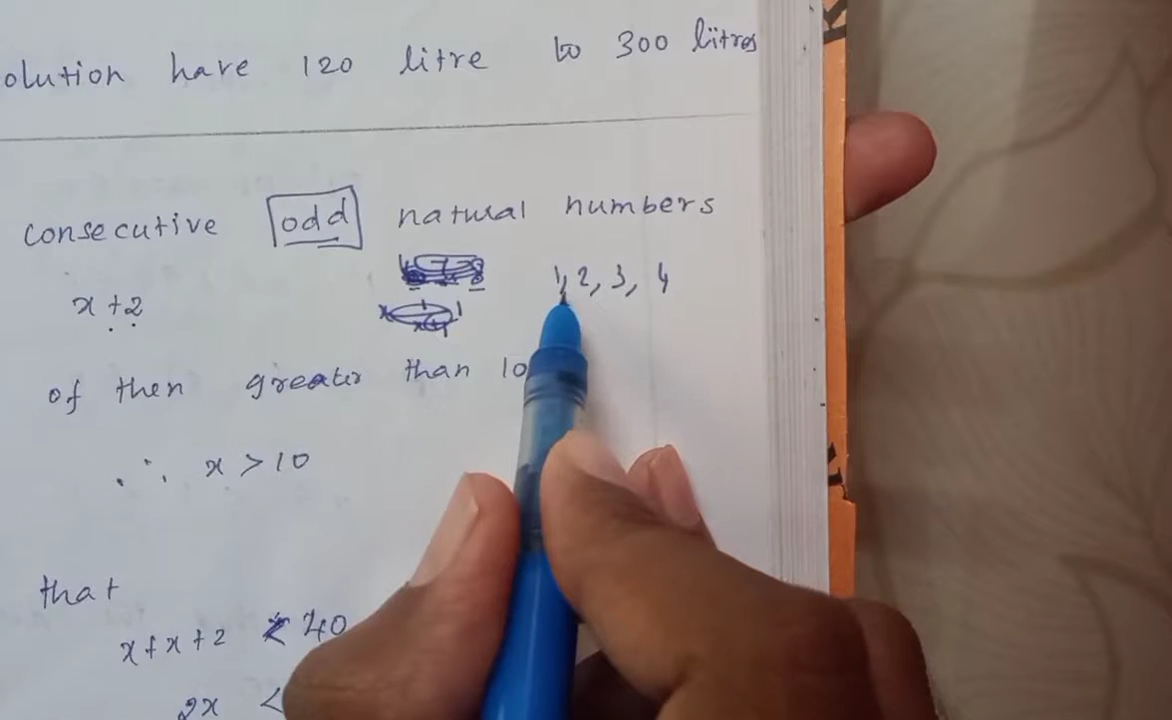 olution have 120 litre to 300 litres
consecutive odd natural numbers
x + 2 1, 2, 3, 4
of then greater than 10
∴ x > 10
that
x + x + 2 < 40
2x <